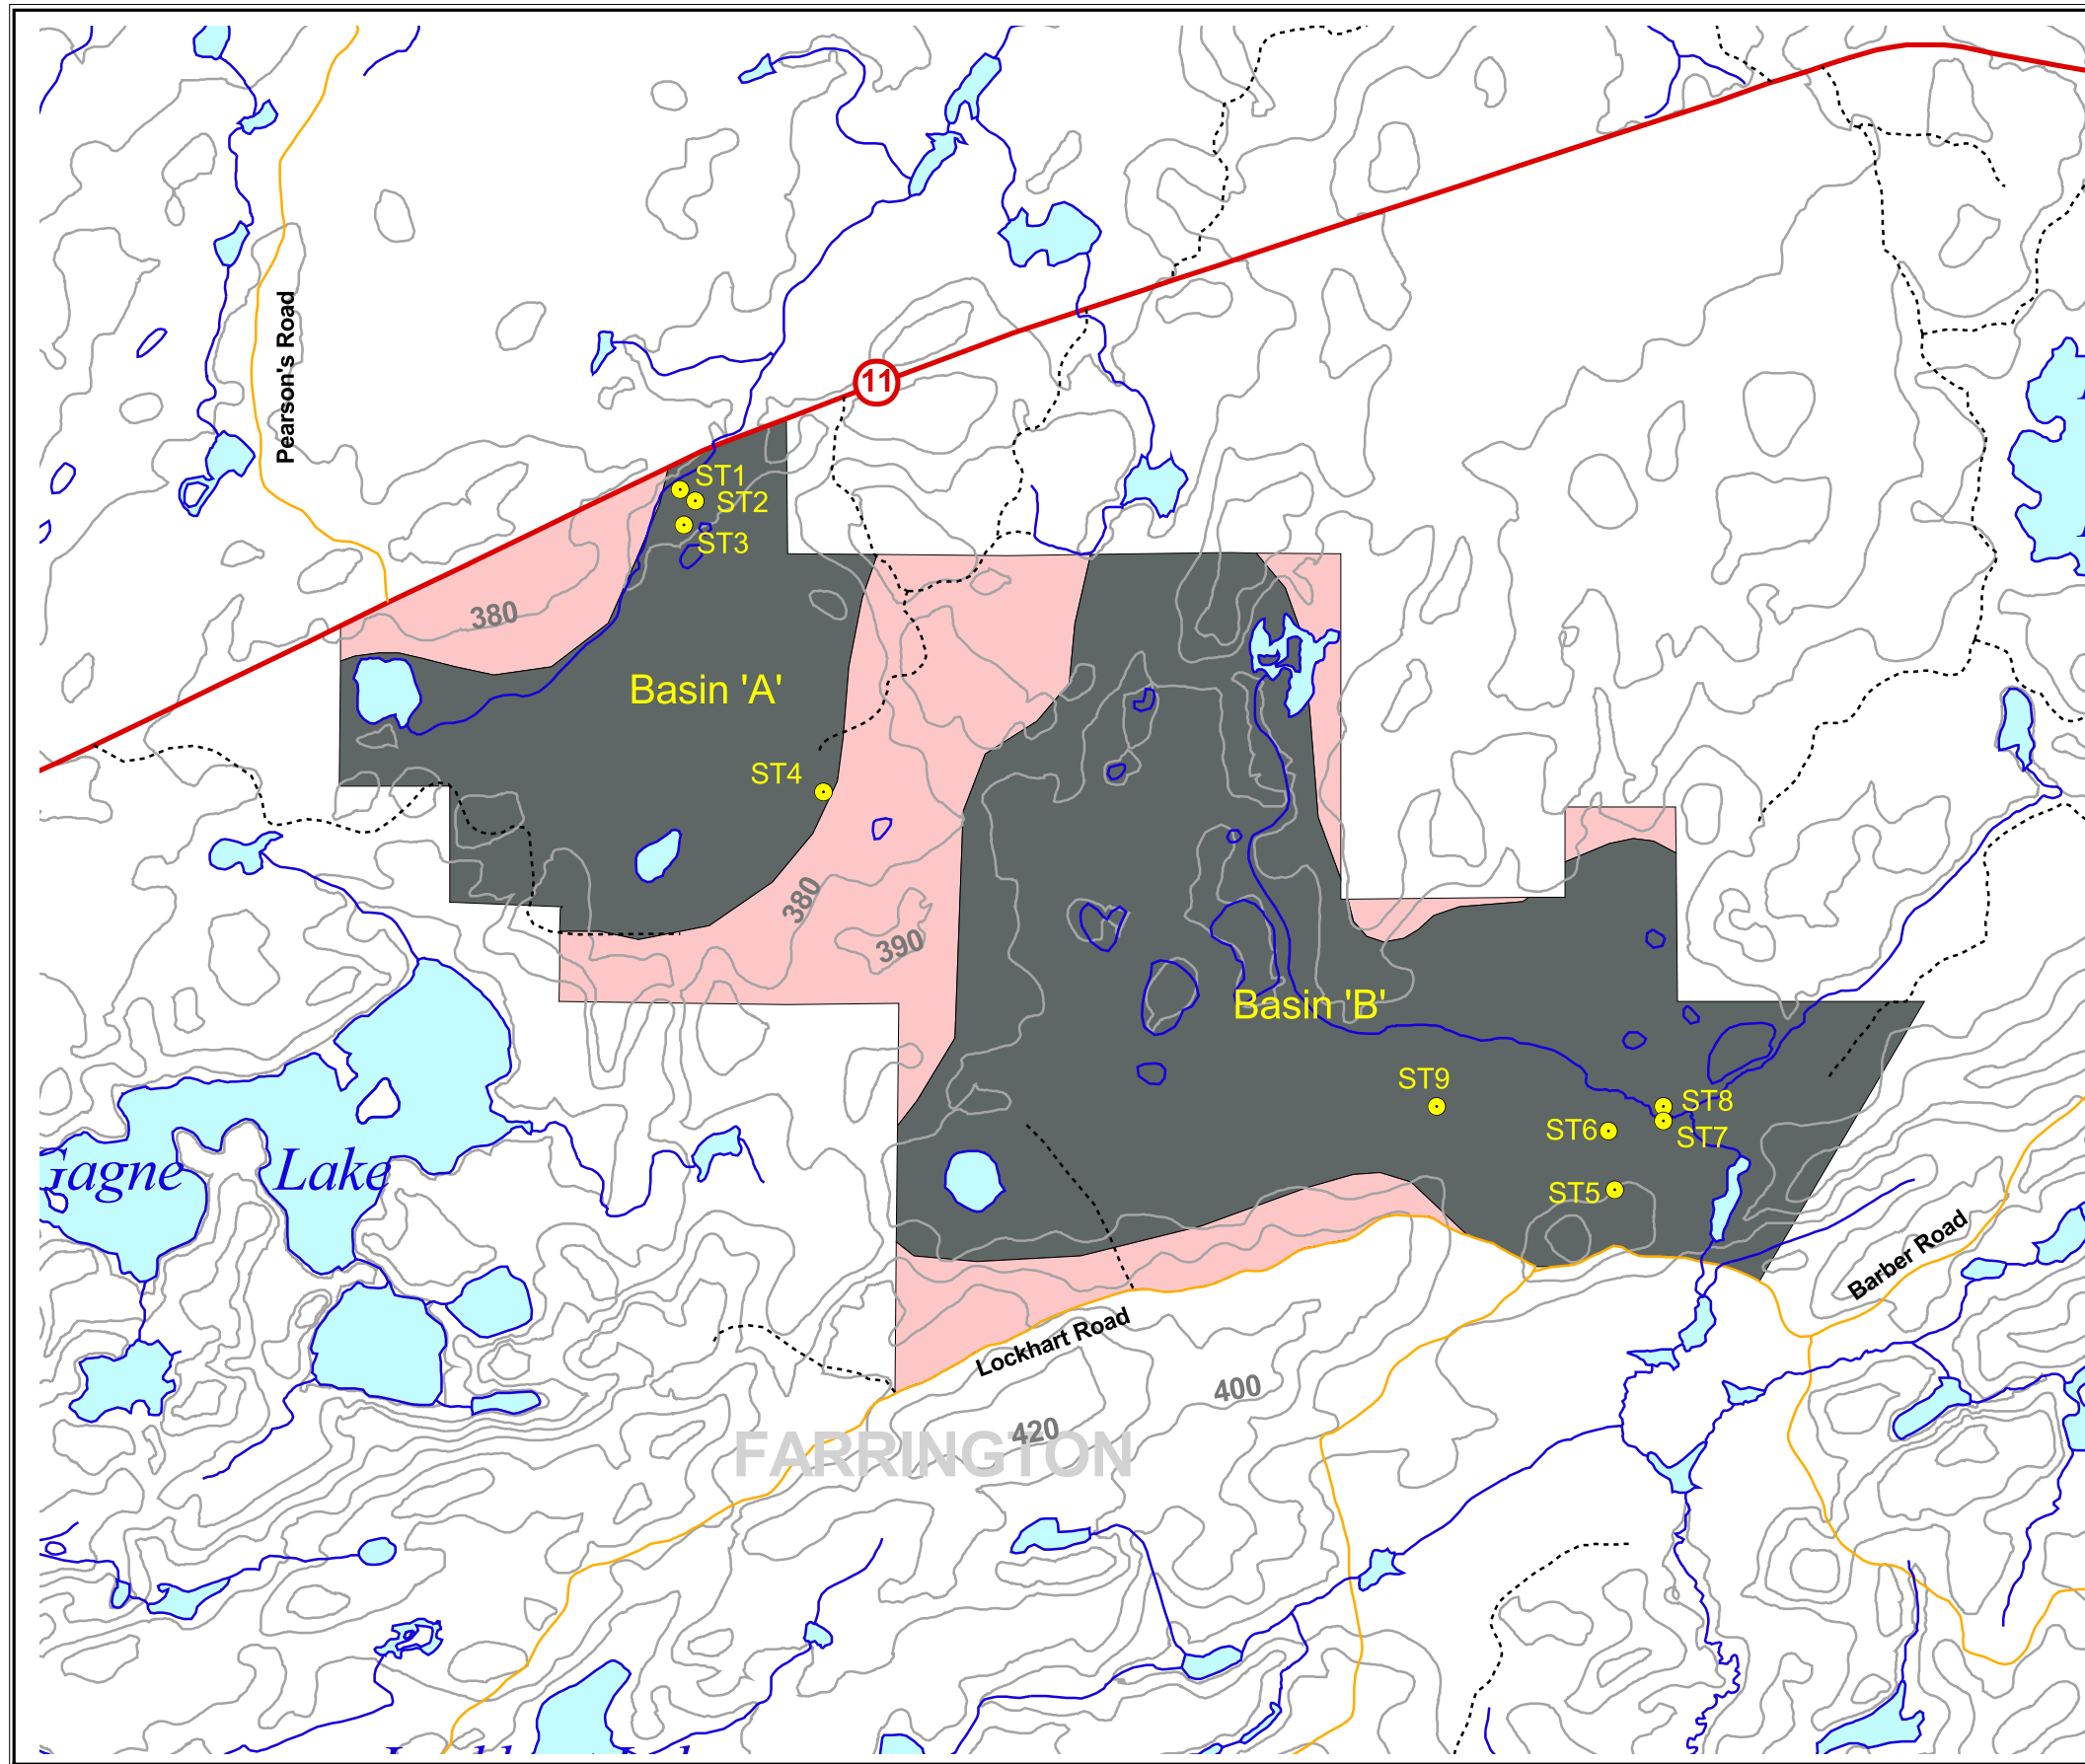 Pearson's Road
11
ST1
ST2
ST3
380
Basin 'A'
ST4
380
390
Basin 'B'
ST9
ST8
ST6
ST7
ST5
Gagne Lake
Barber Road
Lockhart Road
400
420
FARRINGTON